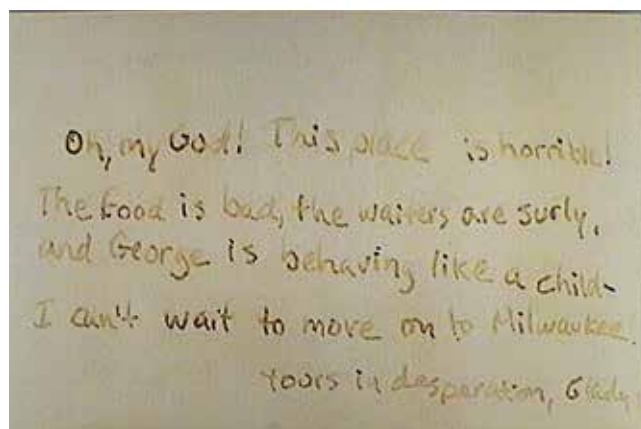 Oh, my God! This place is horrible!
The food is bad, the waiters are surly,
and George is behaving like a child-
I can't wait to move on to Milwaukee!
Yours in desperation, Glady